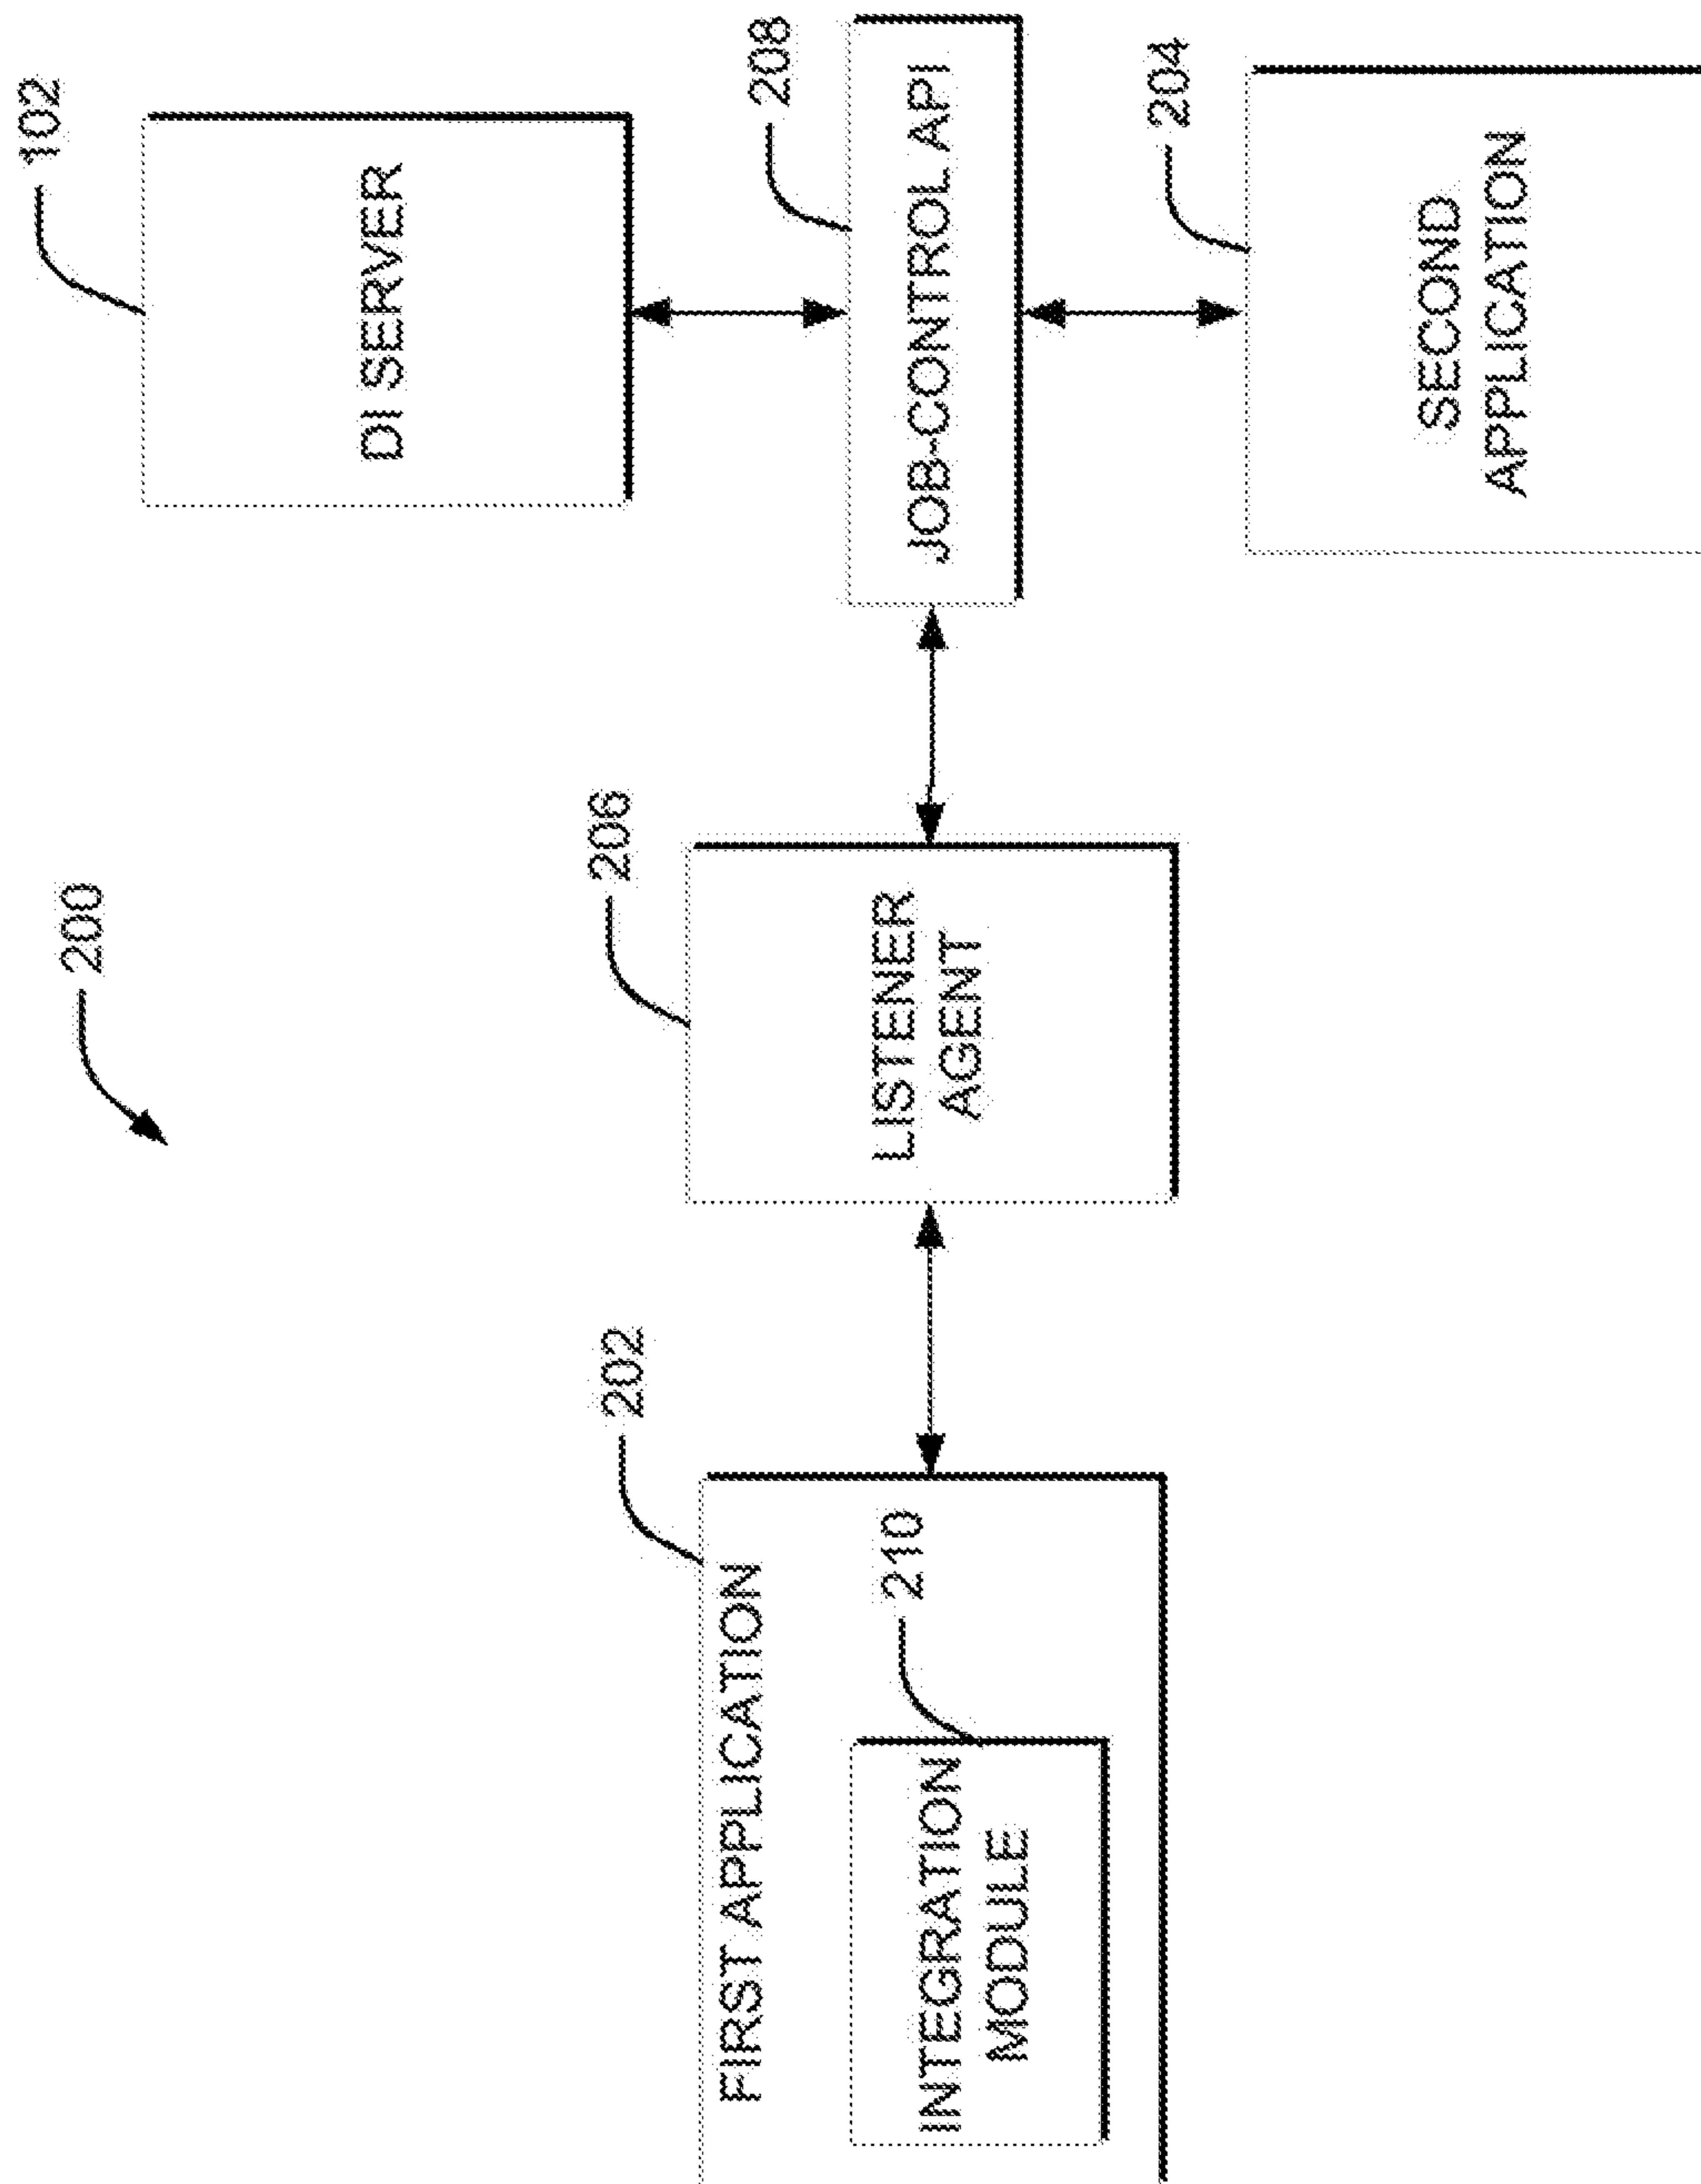 200
102
DI SERVER
208
JOB-CONTROL API
204
SECOND
APPLICATION
206
LISTENER
AGENT
202
FIRST APPLICATION
210
INTEGRATION
MODULE